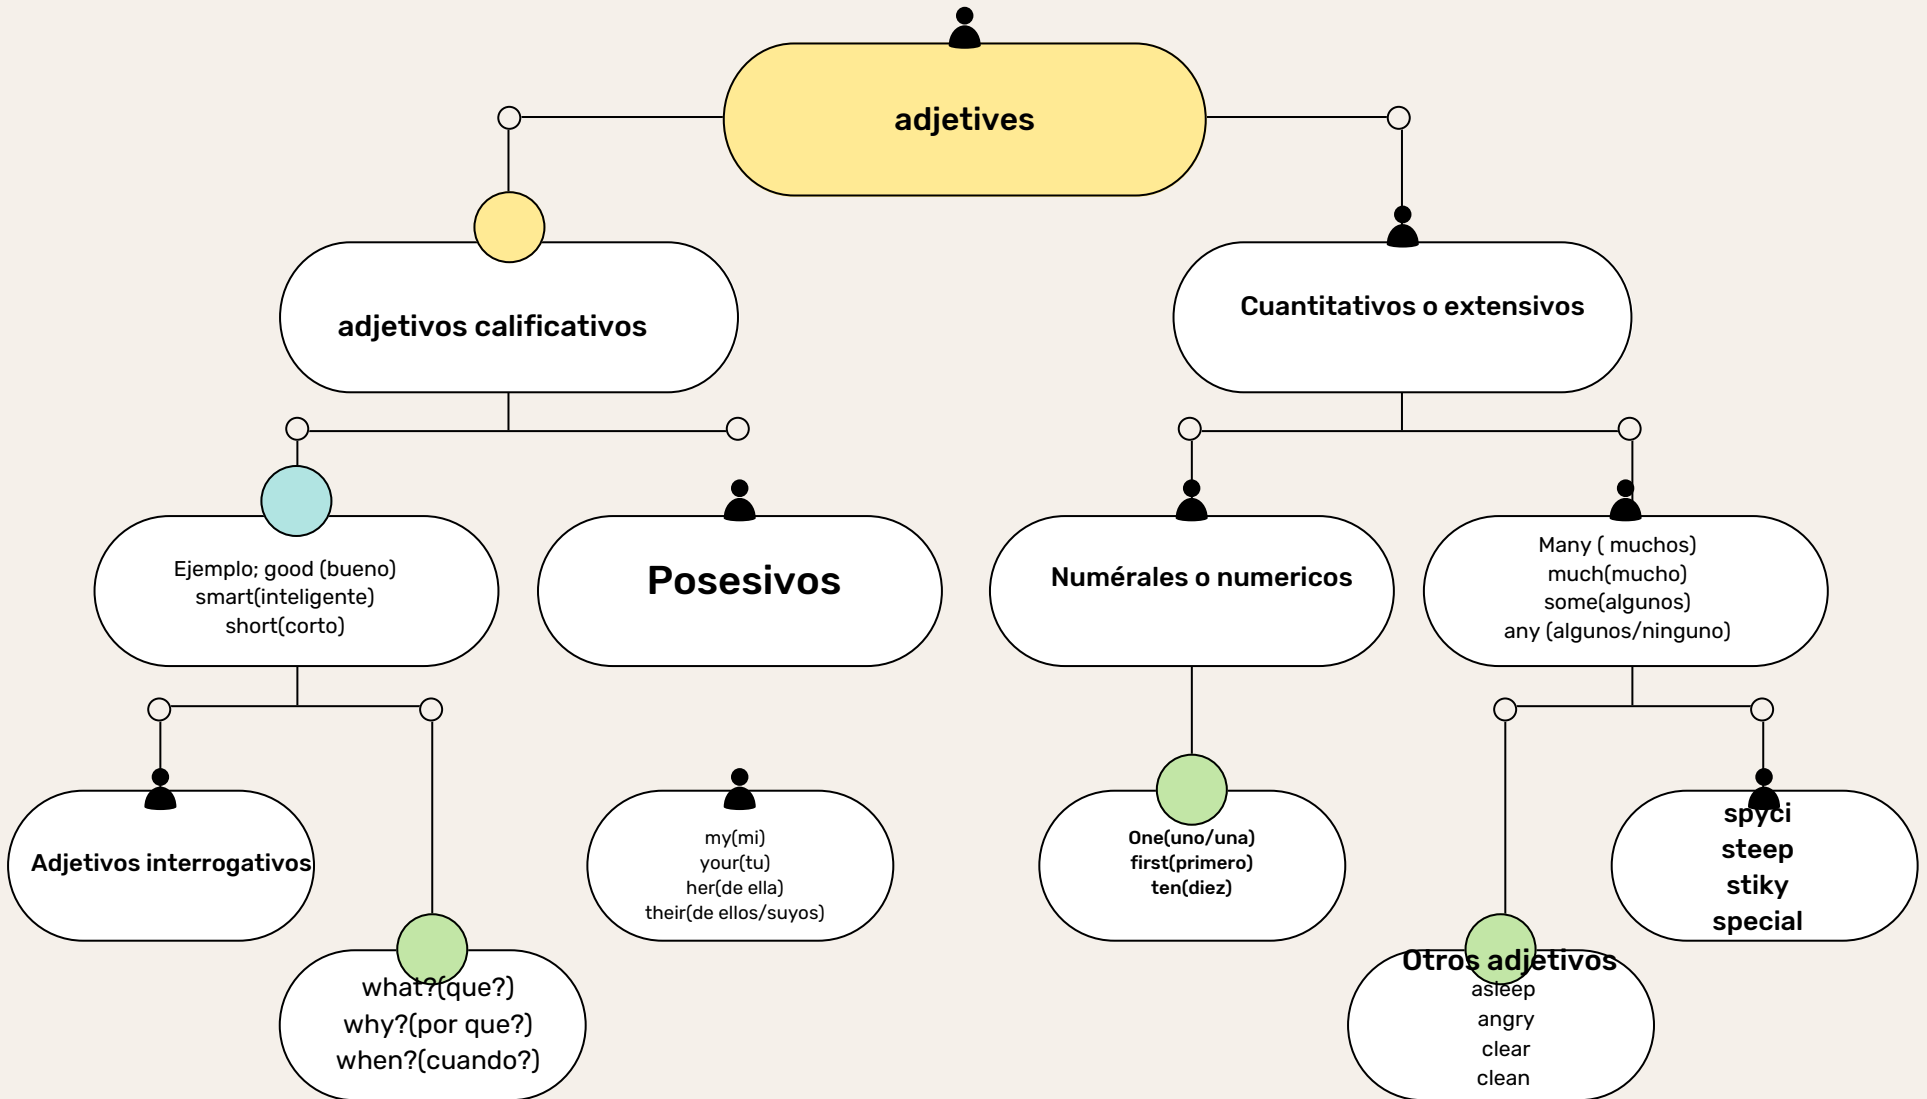 adjetives
adjetivos calificativos
Cuantitativos o extensivos
Ejemplo; good (bueno)
smart(inteligente)
short(corto)
Posesivos
Numérales o numericos
Many ( muchos)
much(mucho)
some(algunos)
any (algunos/ninguno)
Adjetivos interrogativos
my(mi)
your(tu)
her(de ella)
their(de ellos/suyos)
One(uno/una)
first(primero)
ten(diez)
spyci
steep
stiky
special
what?(que?)
why?(por que?)
when?(cuando?)
Otros adjetivos
asleep
angry
clear
clean